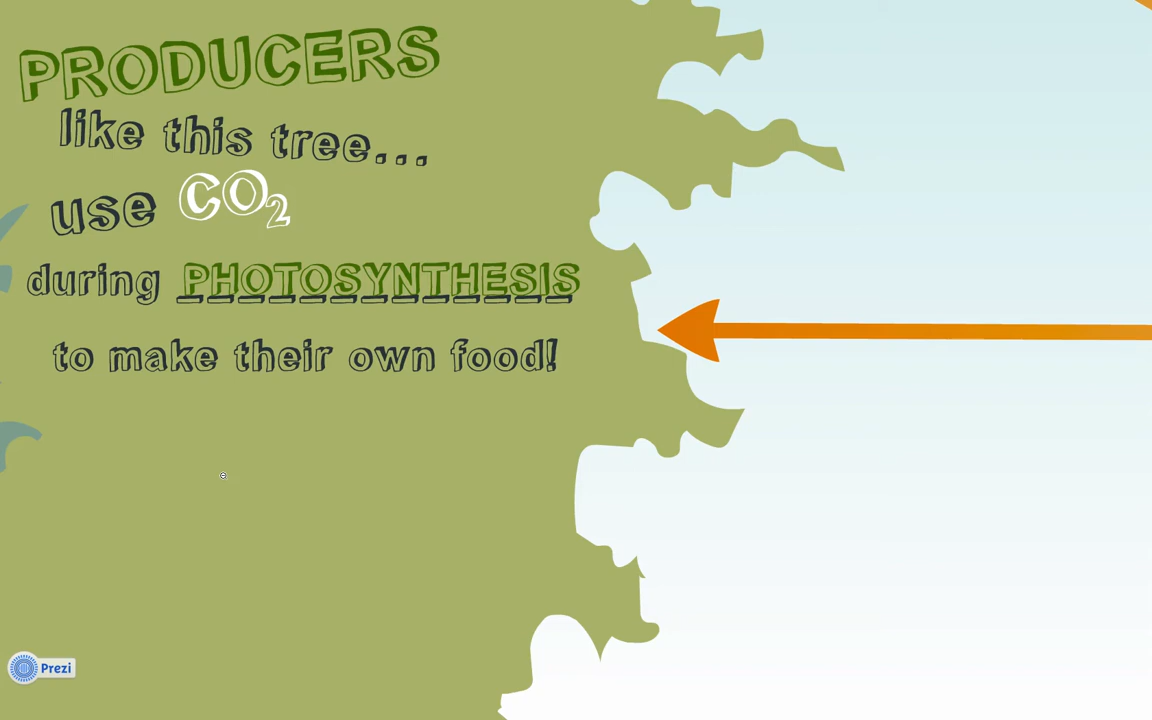 PRODUCERS
like this tree...
use CO₂
during PHOTOSYNTHESIS
to make their own food!
Prezi